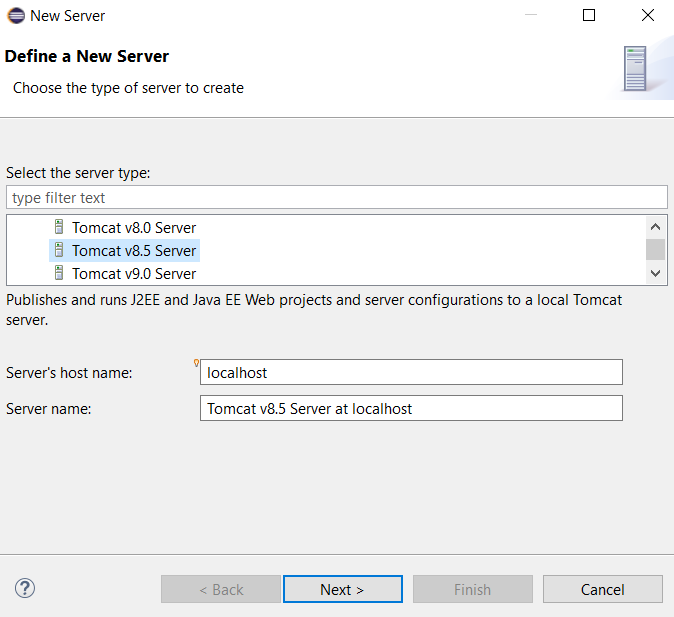 New Server
Define a New Server
Choose the type of server to create
Select the server type:
type filter text
Tomcat v8.0 Server
Tomcat v8.5 Server
Tomcat v9.0 Server
Publishes and runs J2EE and Java EE Web projects and server configurations to a local Tomcat
server.
Server's host name: localhost
Server name: Tomcat v8.5 Server at localhost
? < Back Next > Finish Cancel